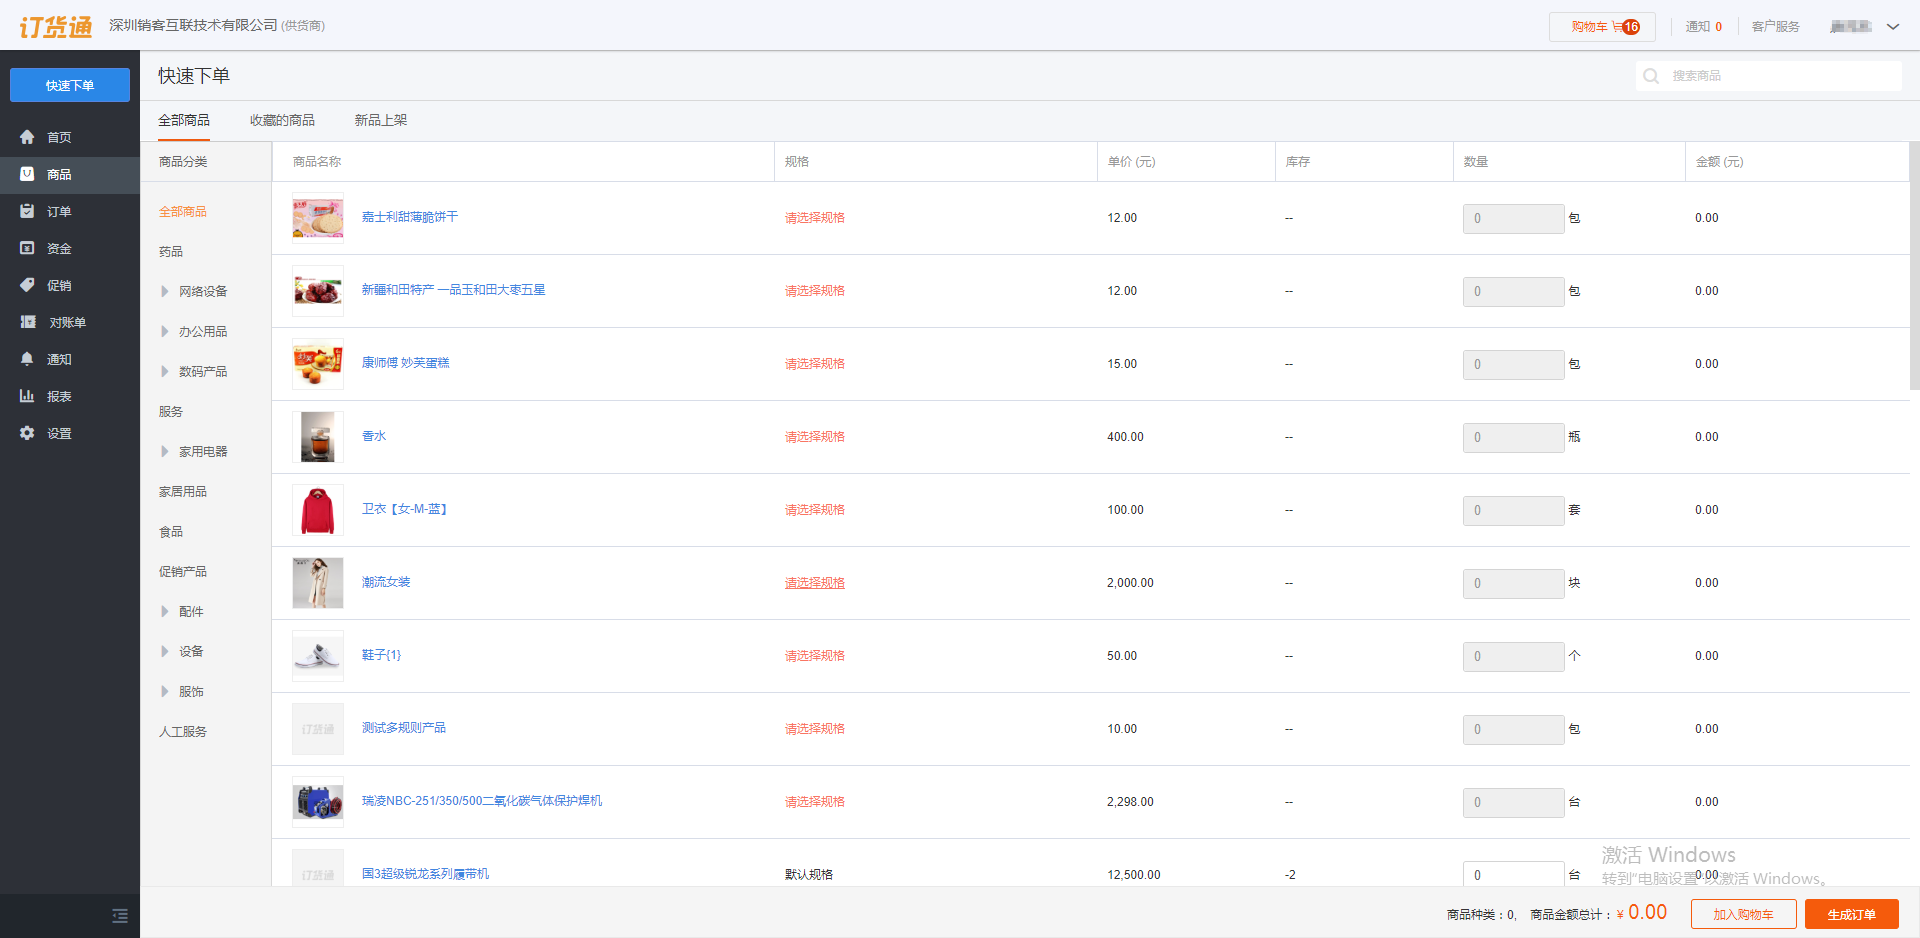 订货通 深圳销客互联技术有限公司 (供货商) 购物车 16 通知 0 客户服务
快速下单
快速下单 搜索商品
全部商品 收藏的商品 新品上架
首页
商品
订单
资金
促销
对账单
通知
报表
设置
商品分类
全部商品
药品
网络设备
办公用品
数码产品
服务
家用电器
家居用品
食品
促销产品
配件
设备
服饰
人工服务
商品名称 规格 单价 (元) 库存 数量 金额 (元)
嘉士利甜薄脆饼干 请选择规格 12.00 -- 0 包 0.00
新疆和田特产 一品玉和田大枣五星 请选择规格 12.00 -- 0 包 0.00
康师傅 妙芙蛋糕 请选择规格 15.00 -- 0 包 0.00
香水 请选择规格 400.00 -- 0 瓶 0.00
卫衣【女-M-蓝】 请选择规格 100.00 -- 0 套 0.00
潮流女装 请选择规格 2,000.00 -- 0 块 0.00
鞋子{1} 请选择规格 50.00 -- 0 个 0.00
订货通 测试多规则产品 请选择规格 10.00 -- 0 包 0.00
瑞凌NBC-251/350/500二氧化碳气体保护焊机 请选择规格 2,298.00 -- 0 台 0.00
订货通 国3超级锐龙系列履带机 默认规格 12,500.00 -2 0 台 0.00
激活 Windows
转到"电脑设置"以激活 Windows。
商品种类：0, 商品金额总计：¥ 0.00 加入购物车 生成订单